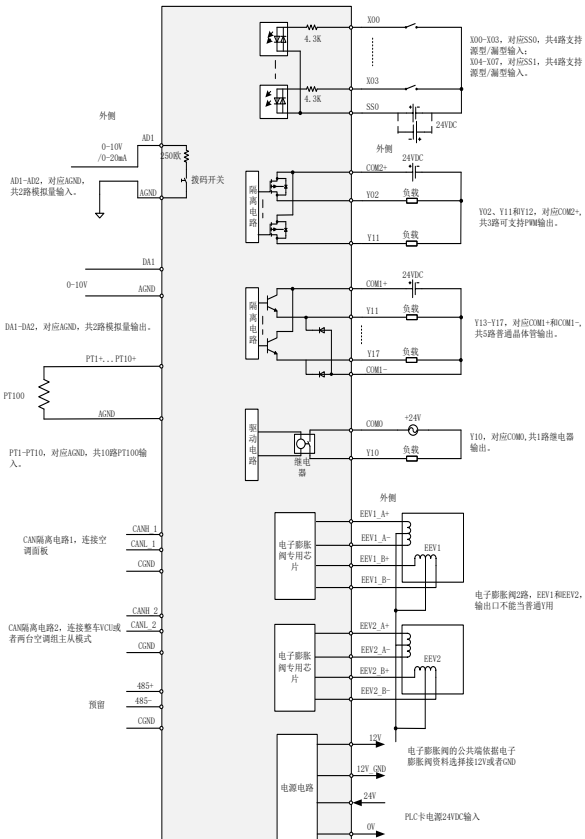 外侧
AD1
0-10V
/0-20mA
250欧
拨码开关
AD1-AD2，对应AGND，
共2路模拟量输入。
AGND
DA1
0-10V
AGND
DA1-DA2，对应AGND，共2路模拟量输出。
PT1+...PT10+
PT100
AGND
PT1-PT10，对应AGND，共10路PT100输
入。
CANH_1
CAN隔离电路1，连接空
调面板
CANL_1
CGND
CANH_2
CAN隔离电路2，连接整车VCU或
者两台空调组主从模式
CANL_2
CGND
485+
预留
485-
CGND
4.3K
X00
4.3K
X03
SS0
24VDC
X00-X03，对应SS0，共4路支持
源型/漏型输入；
X04-X07，对应SS1，共4路支持
源型/漏型输入。
外侧
隔离电路
COM2+
24VDC
Y02
负载
Y11
负载
Y02、Y11和Y12，对应COM2+，
共3路可支持PWM输出。
隔离电路
COM1+
24VDC
Y11
负载
Y17
负载
COM1-
Y13-Y17，对应COM1+和COM1-，
共5路普通晶体管输出。
驱动电路
继电
器
COM0
+24V
Y10
负载
Y10，对应COM0，共1路继电器
输出。
外侧
电子膨胀
阀专用芯
片
EEV1_A+
EEV1_A-
EEV1_B+
EEV1_B-
EEV1
电子膨胀阀2路，EEV1和EEV2，
输出口不能当普通Y用
电子膨胀
阀专用芯
片
EEV2_A+
EEV2_A-
EEV2_B+
EEV2_B-
EEV2
电源电路
12V
12V_GND
24V
0V
电子膨胀阀的公共端依据电子
膨胀阀资料选择接12V或者GND
PLC卡电源24VDC输入